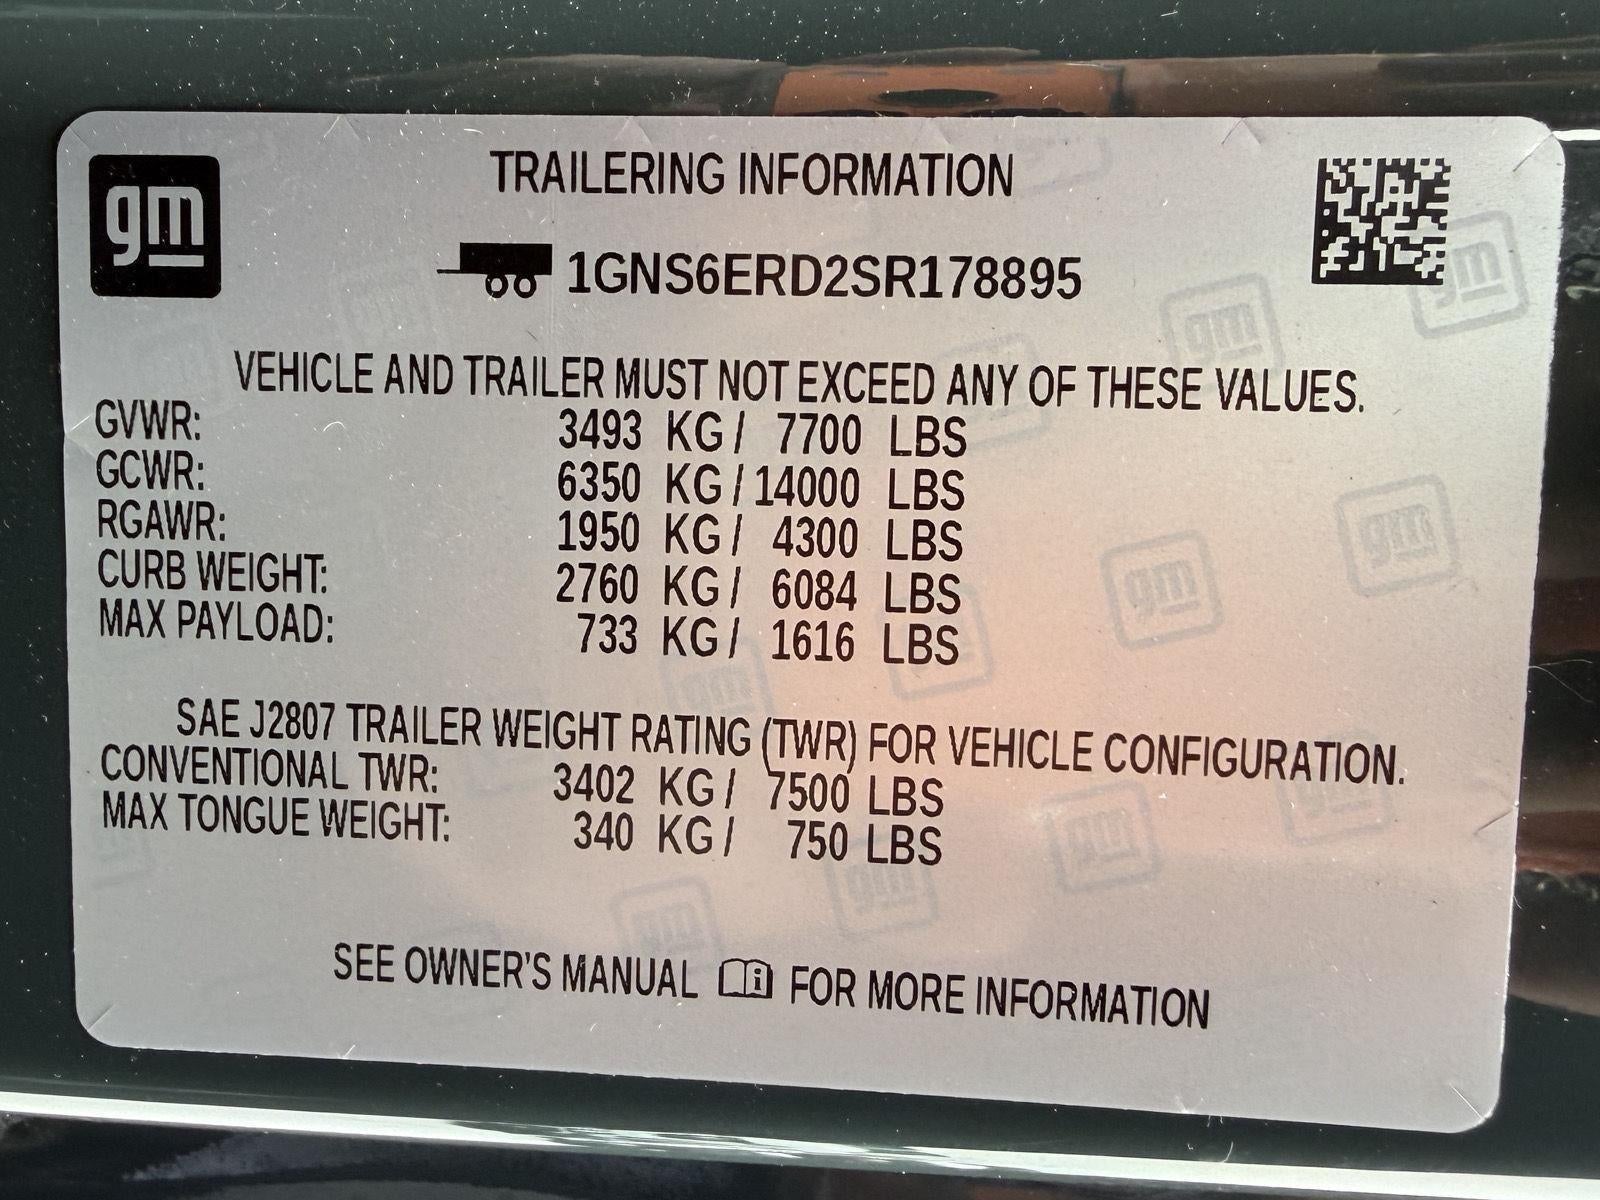 gm
TRAILERING INFORMATION
1GNS6ERD2SR178895
VEHICLE AND TRAILER MUST NOT EXCEED ANY OF THESE VALUES.
GVWR: 3493 KG / 7700 LBS
GCWR: 6350 KG / 14000 LBS
RGAWR: 1950 KG / 4300 LBS
CURB WEIGHT: 2760 KG / 6084 LBS
MAX PAYLOAD: 733 KG / 1616 LBS
SAE J2807 TRAILER WEIGHT RATING (TWR) FOR VEHICLE CONFIGURATION.
CONVENTIONAL TWR: 3402 KG / 7500 LBS
MAX TONGUE WEIGHT: 340 KG / 750 LBS
SEE OWNER'S MANUAL FOR MORE INFORMATION